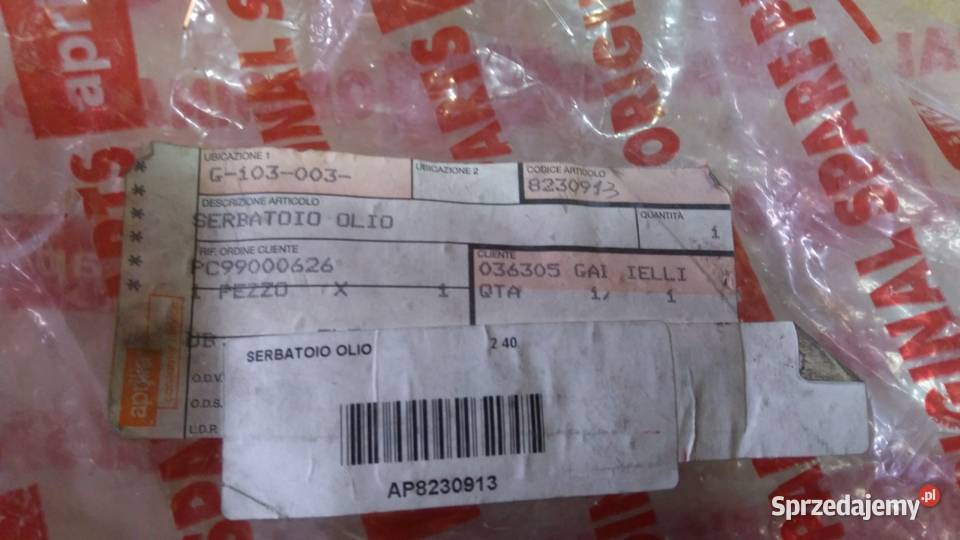 UBICAZIONE 1
G-103-003-
UBICAZIONE 2
CODICE ARTICOLO
8230913
DESCRIZIONE ARTICOLO
SERBATOIO OLIO
QUANTITÀ
1
RIF. ORDINE CLIENTE
PC99000626
1 PEZZO X 1
CLIENTE
036305 GAI IELLI
QTA 1/ 1
UB.
O.D.V.
O.D.S.
L.D.P.
SERBATOIO OLIO
2 40
AP8230913
ORIGINAL SPARE
PARTS
Sprzedajemy.pl